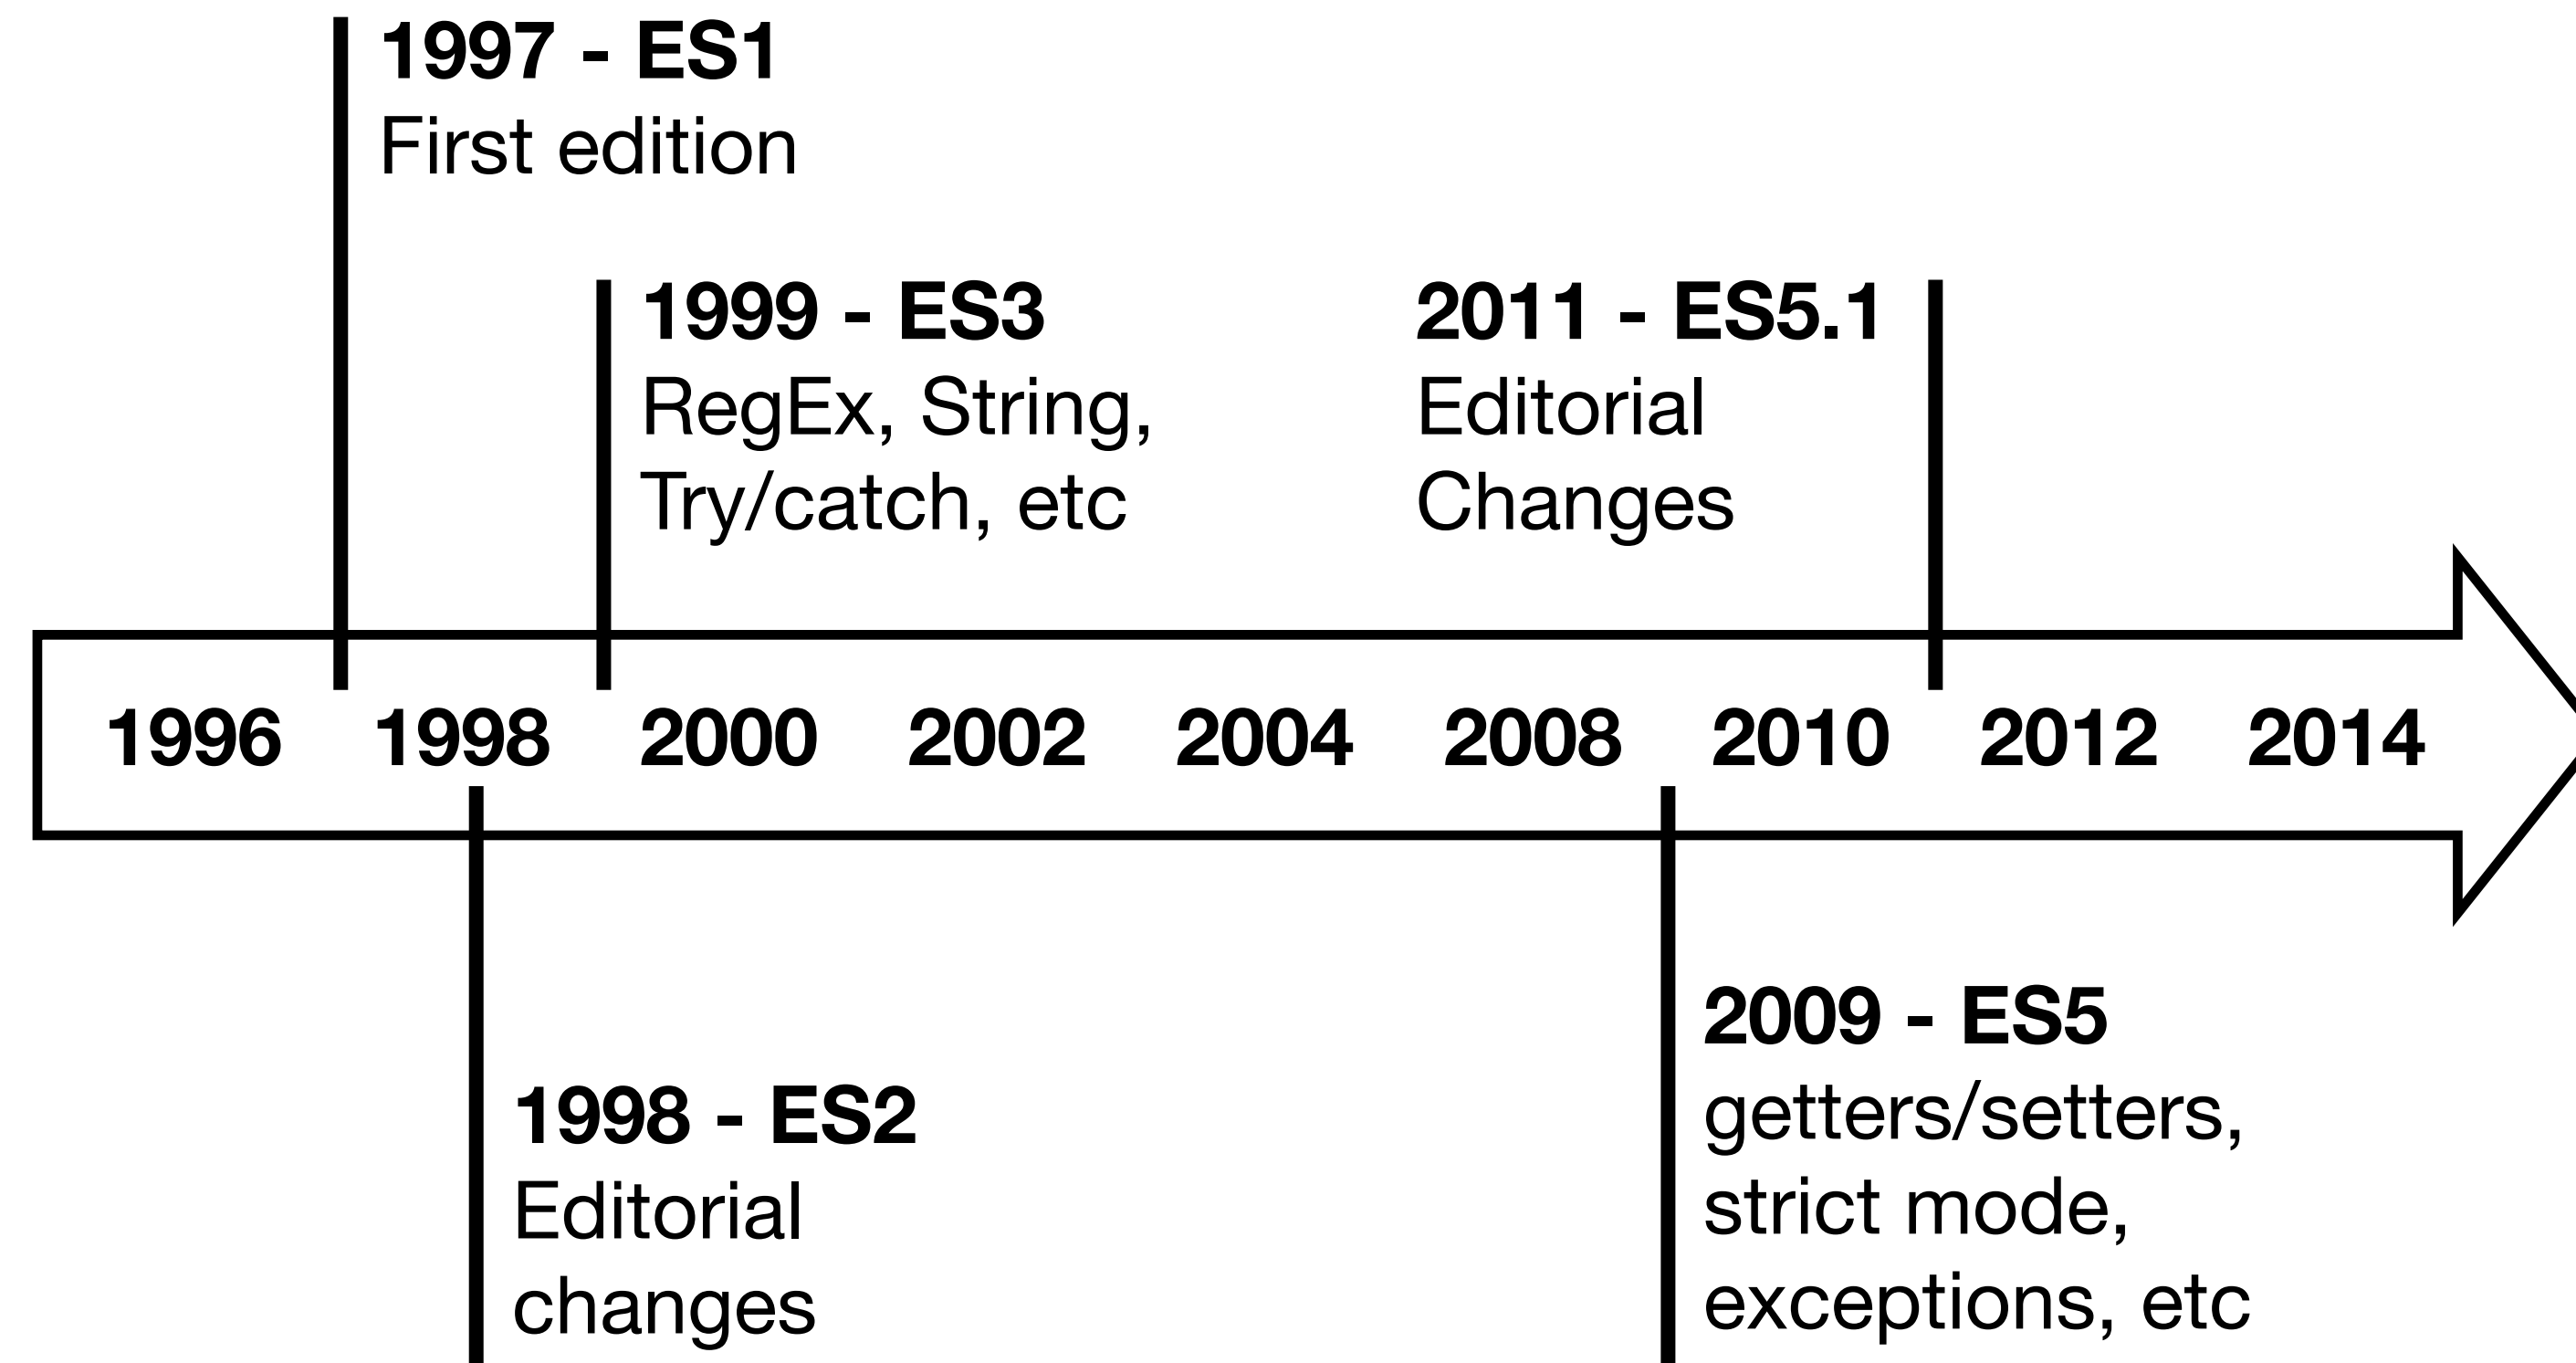 1997 - ES1
First edition
1999 - ES3
RegEx, String,
Try/catch, etc
2011 - ES5.1
Editorial
Changes
1996 1998 2000 2002 2004 2008 2010 2012 2014
1998 - ES2
Editorial
changes
2009 - ES5
getters/setters,
strict mode,
exceptions, etc